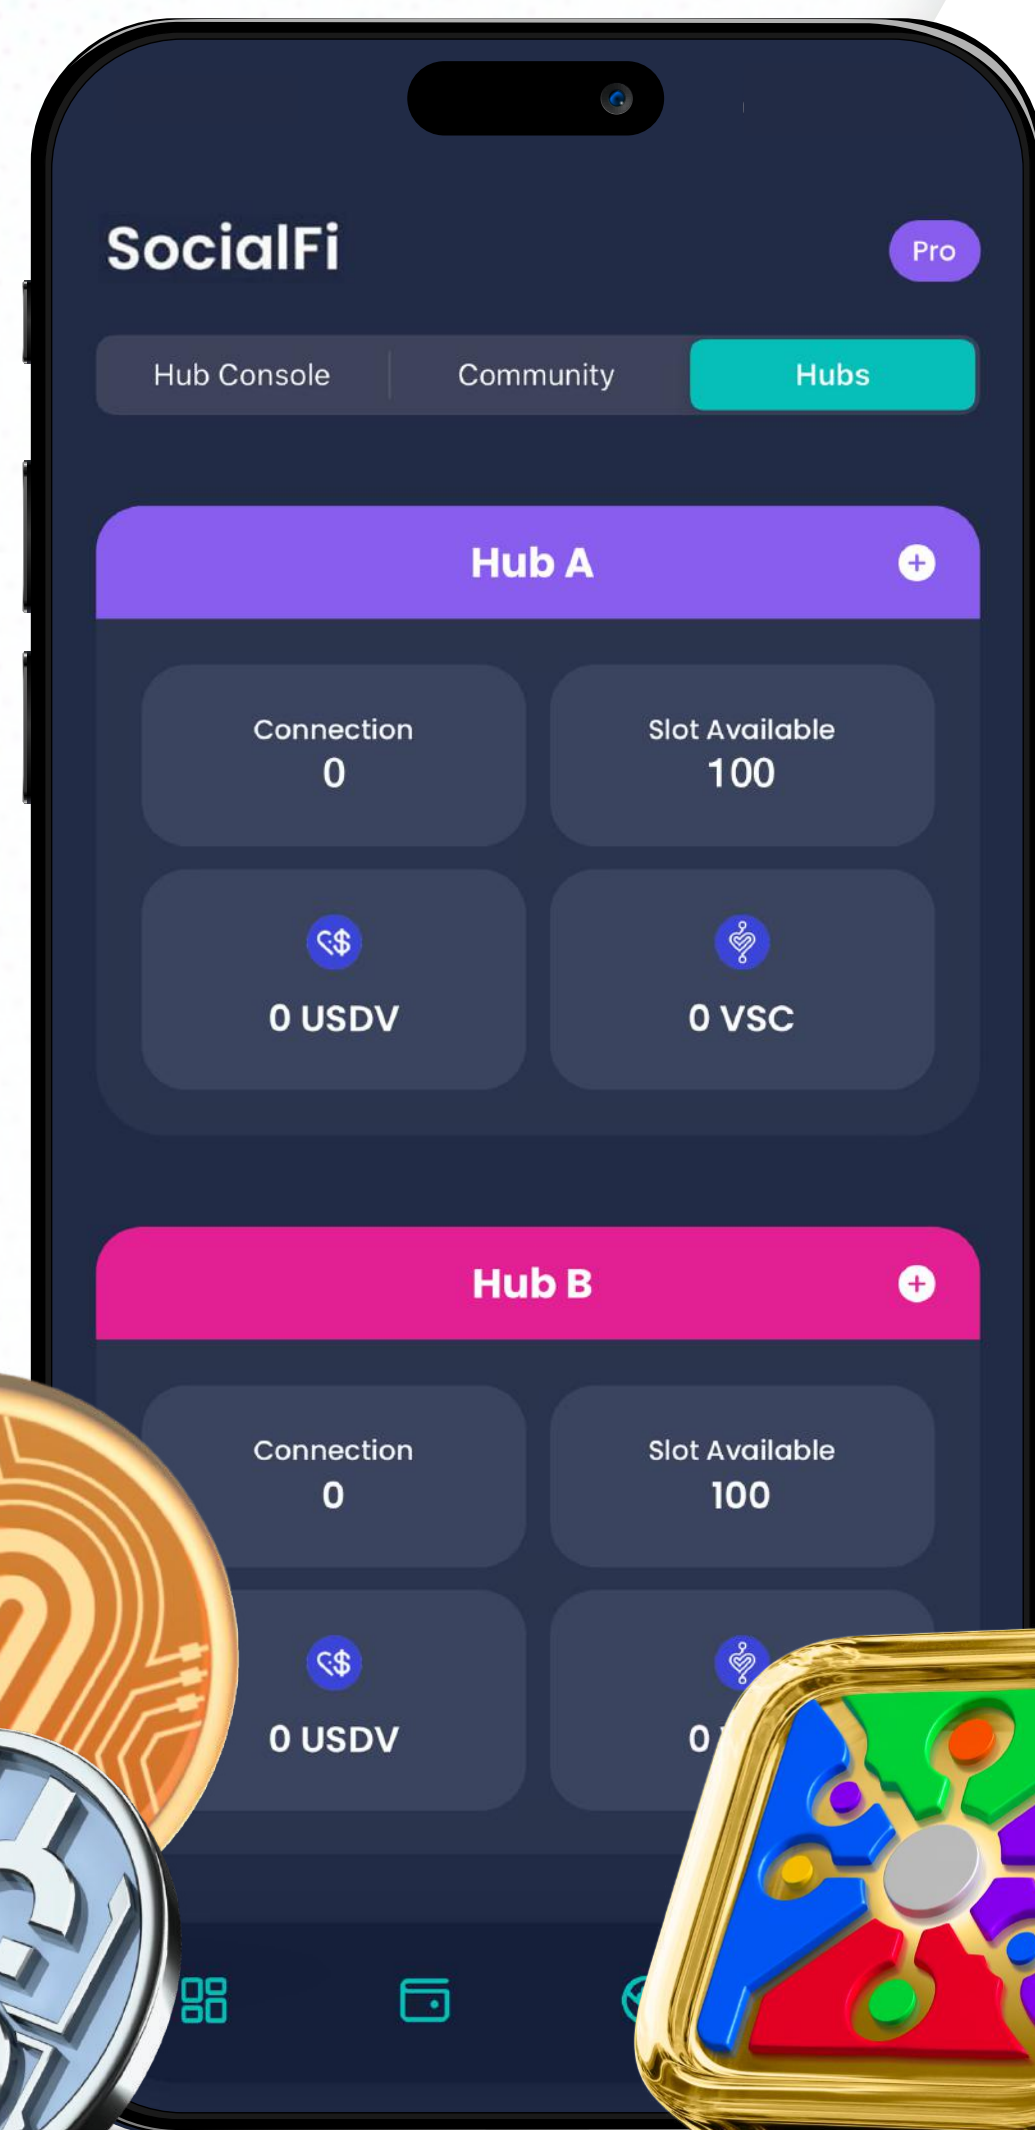 SocialFi
Pro
Hub Console
Community
Hubs
Hub A
Connection
0
Slot Available
100
0 USDV
0 VSC
Hub B
Connection
0
Slot Available
100
0 USDV
0